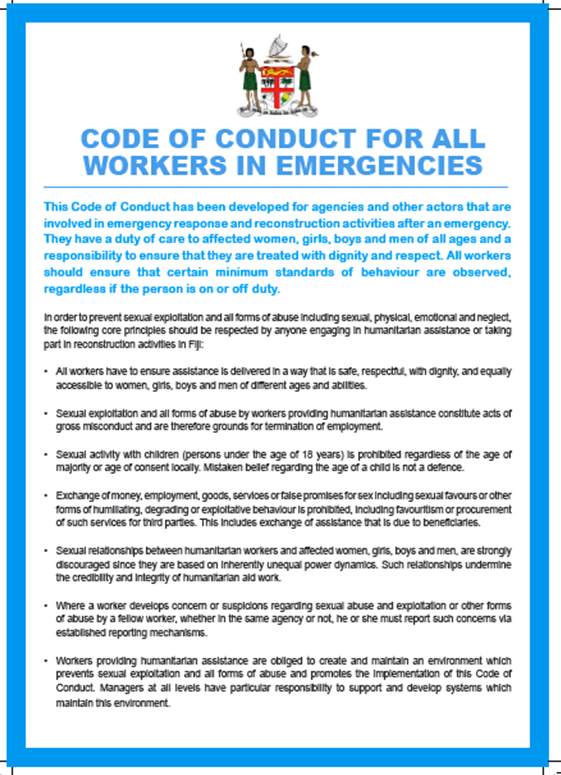 CODE OF CONDUCT FOR ALL
WORKERS IN EMERGENCIES
This Code of Conduct has been developed for agencies and other actors that are
involved in emergency response and reconstruction activities after an emergency.
They have a duty of care to affected women, girls, boys and men of all ages and a
responsibility to ensure that they are treated with dignity and respect. All workers
should ensure that certain minimum standards of behaviour are observed,
regardless if the person is on or off duty.
In order to prevent sexual exploitation and all forms of abuse including sexual, physical, emotional and neglect,
the following core principles should be respected by anyone engaging in humanitarian assistance or taking
part in reconstruction activities in Fiji:
• All workers have to ensure assistance is delivered in a way that is safe, respectful, with dignity, and equally
accessible to women, girls, boys and men of different ages and abilities.
• Sexual exploitation and all forms of abuse by workers providing humanitarian assistance constitute acts of
gross misconduct and are therefore grounds for termination of employment.
• Sexual activity with children (persons under the age of 18 years) is prohibited regardless of the age of
majority or age of consent locally. Mistaken belief regarding the age of a child is not a defence.
• Exchange of money, employment, goods, services or false promises for sex including sexual favours or other
forms of humiliating, degrading or exploitative behaviour is prohibited, including favouritism or procurement
of such services for third parties. This includes exchange of assistance that is due to beneficiaries.
• Sexual relationships between humanitarian workers and affected women, girls, boys and men, are strongly
discouraged since they are based on inherently unequal power dynamics. Such relationships undermine
the credibility and integrity of humanitarian aid work.
• Where a worker develops concern or suspicions regarding sexual abuse and exploitation or other forms
of abuse by a fellow worker, whether in the same agency or not, he or she must report such concerns via
established reporting mechanisms.
• Workers providing humanitarian assistance are obliged to create and maintain an environment which
prevents sexual exploitation and all forms of abuse and promotes the implementation of this Code of
Conduct. Managers at all levels have particular responsibility to support and develop systems which
maintain this environment.